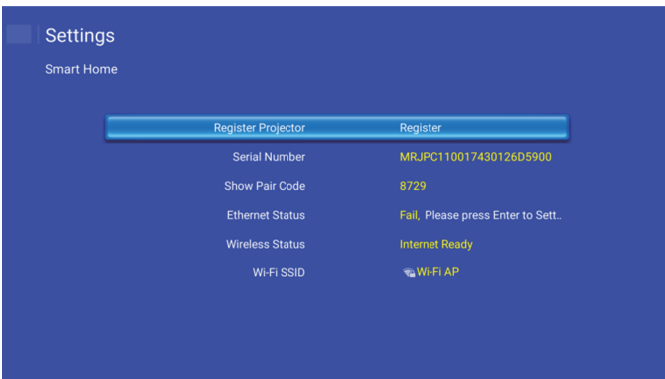 Settings
Smart Home
Register Projector Register
Serial Number MRJPC110017430126D5900
Show Pair Code 8729
Ethernet Status Fail, Please press Enter to Sett..
Wireless Status Internet Ready
Wi-Fi SSID Wi-Fi AP